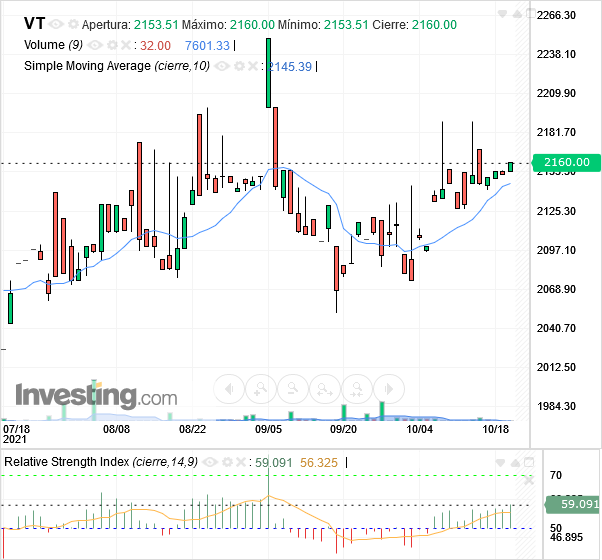 VT Apertura: 2153.51 Máximo: 2160.00 Mínimo: 2153.51 Cierre: 2160.00
Volume (9) : 32.00 7601.33 |
Simple Moving Average (cierre,10) : 2145.39 |
2266.30
2238.10
2209.90
2181.70
2160.00
2125.30
2097.10
2068.90
2040.70
2012.50
1984.30
Investing.com
07/18 08/08 08/22 09/05 09/20 10/04 10/18
2021
Relative Strength Index (cierre,14,9) : 59.091 56.325 |
70
59.091
50
46.895